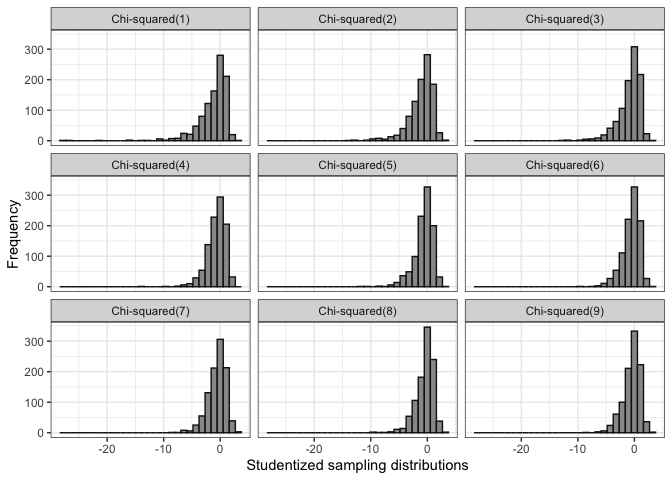 Chi-squared(1) Chi-squared(2) Chi-squared(3)
300
200
100
0
Chi-squared(4) Chi-squared(5) Chi-squared(6)
300
200
100
0
Chi-squared(7) Chi-squared(8) Chi-squared(9)
300
200
100
0
-20 -10 0 -20 -10 0 -20 -10 0
Frequency
Studentized sampling distributions